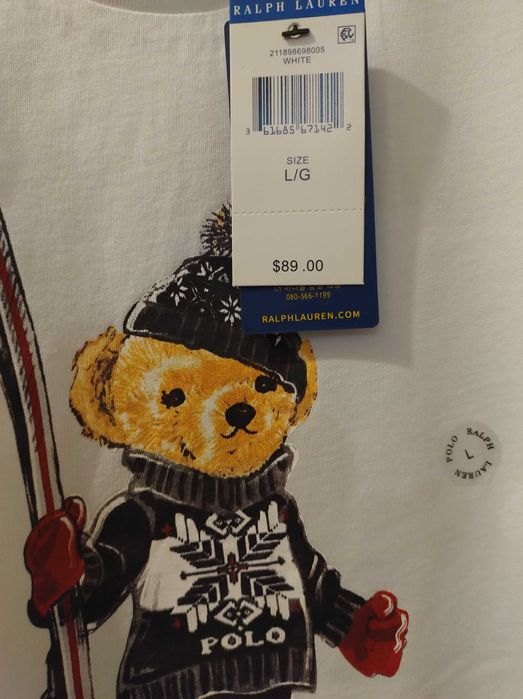 RALPH LAUREN
211898698005
WHITE
3 61685 67142 2
SIZE
L/G
$89.00
080-566-1199
RALPHLAUREN.COM
POLO RALPH LAUREN
L
POLO